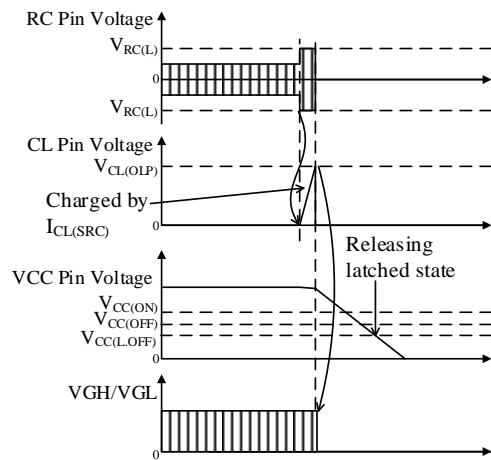 RC Pin Voltage
V_RC(L)
0
V_RC(L)
CL Pin Voltage
V_CL(OLP)
Charged by
I_CL(SRC)
0
Releasing
latched state
VCC Pin Voltage
V_CC(ON)
V_CC(OFF)
V_CC(L.OFF)
0
VGH/VGL
0